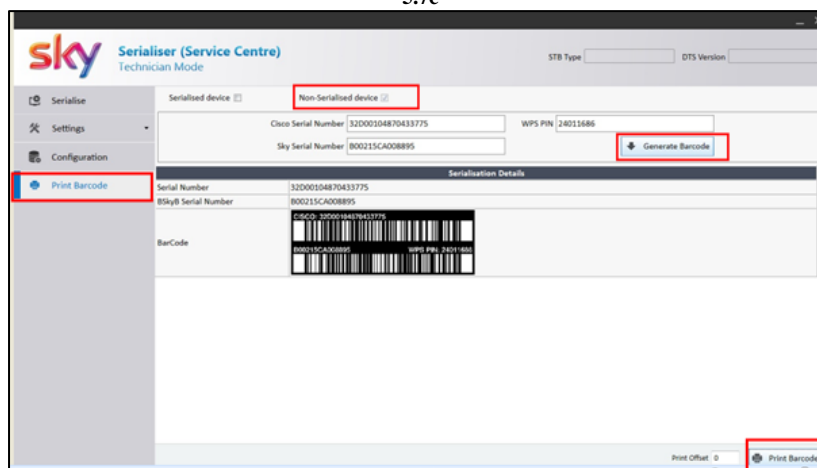 sky
Serialiser (Service Centre)
Technician Mode
STB Type
DTS Version
Serialise
Settings
Configuration
Print Barcode
Serialised device
Non-Serialised device
Cisco Serial Number 32D00104870433775 WPS PIN 24011686
Sky Serial Number B00215CA008895 Generate Barcode
Serialisation Details
Serial Number 32D00104870433775
BSkyB Serial Number B00215CA008895
BarCode
CISCO: 32D00104870433775
B00215CA008895 WPS PIN: 24011686
Print Offset 0 Print Barcode